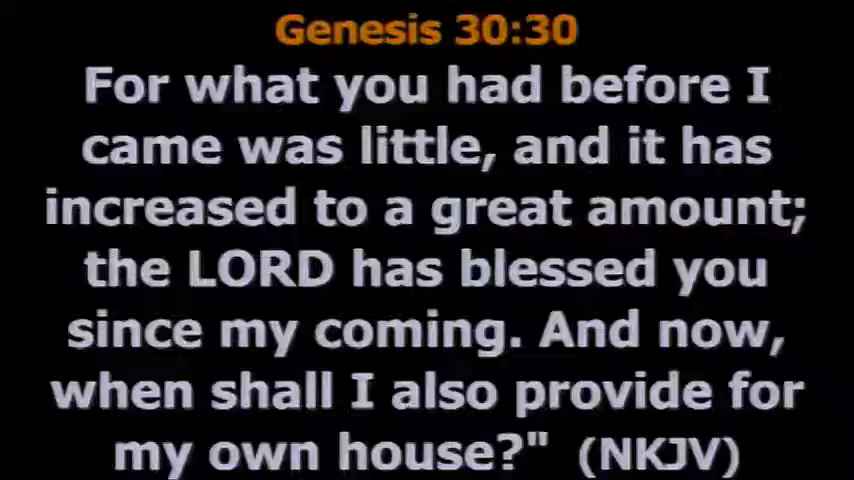 Genesis 30:30
For what you had before I
came was little, and it has
increased to a great amount;
the LORD has blessed you
since my coming. And now,
when shall I also provide for
my own house?" (NKJV)